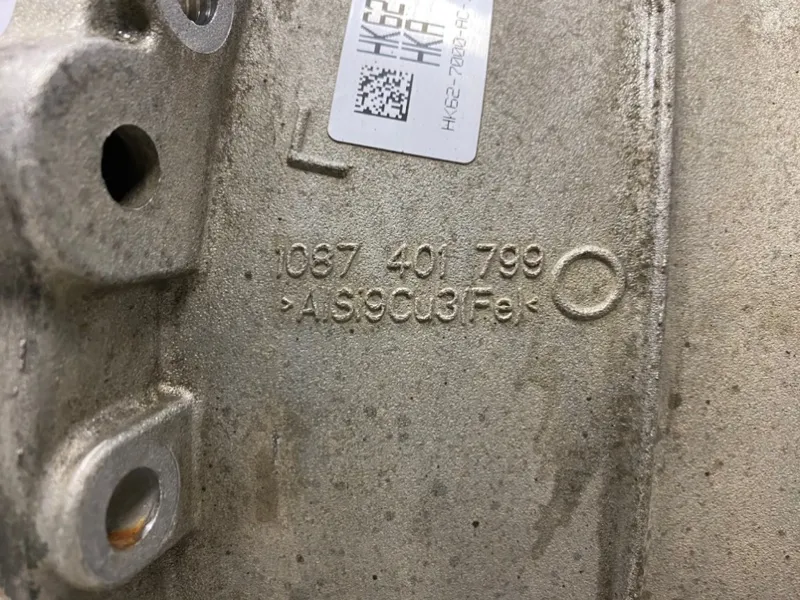 HK62
HKA
HK62-7000-AC-
1087 401 799
>AlSi9Cu3(Fe)<